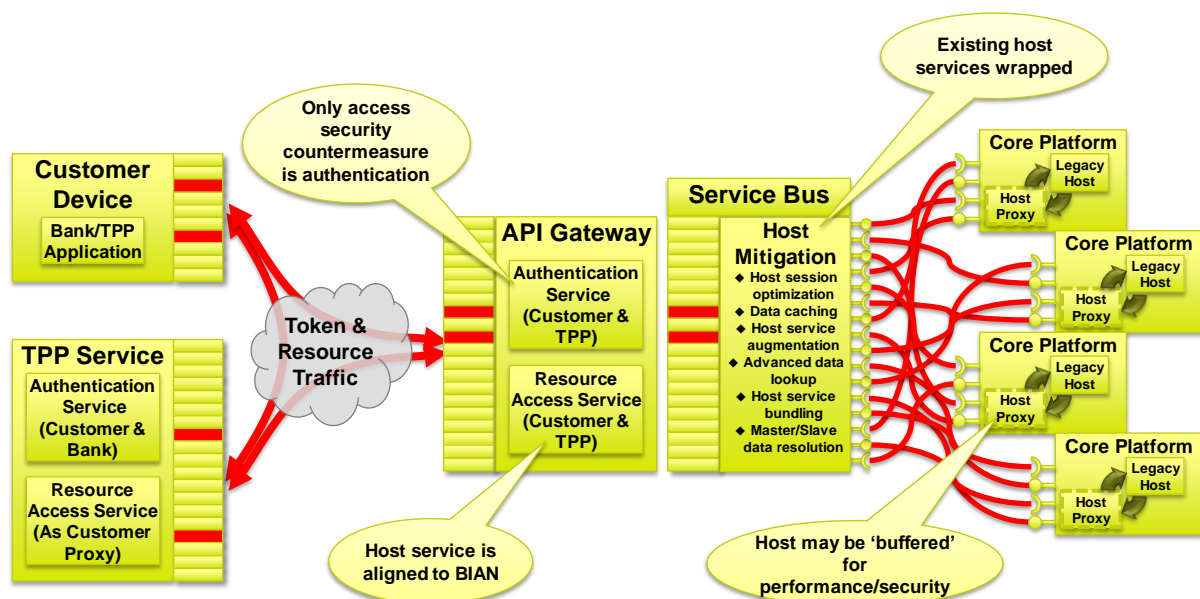 Existing host
services wrapped
Only access
security
countermeasure
is authentication
Customer
Device
Bank/TPP
Application
TPP Service
Authentication
Service
(Customer &
Bank)
Resource
Access Service
(As Customer
Proxy)
Token &
Resource
Traffic
API Gateway
Authentication
Service
(Customer &
TPP)
Resource
Access Service
(Customer &
TPP)
Host service is
aligned to BIAN
Service Bus
Host
Mitigation
◆ Host session
optimization
◆ Data caching
◆ Host service
augmentation
◆ Advanced data
lookup
◆ Host service
bundling
◆ Master/Slave
data resolution
Host may be ‘buffered’
for
performance/security
Core Platform
Legacy
Host
Host
Proxy
Core Platform
Legacy
Host
Host
Proxy
Core Platform
Legacy
Host
Host
Proxy
Core Platform
Legacy
Host
Host
Proxy